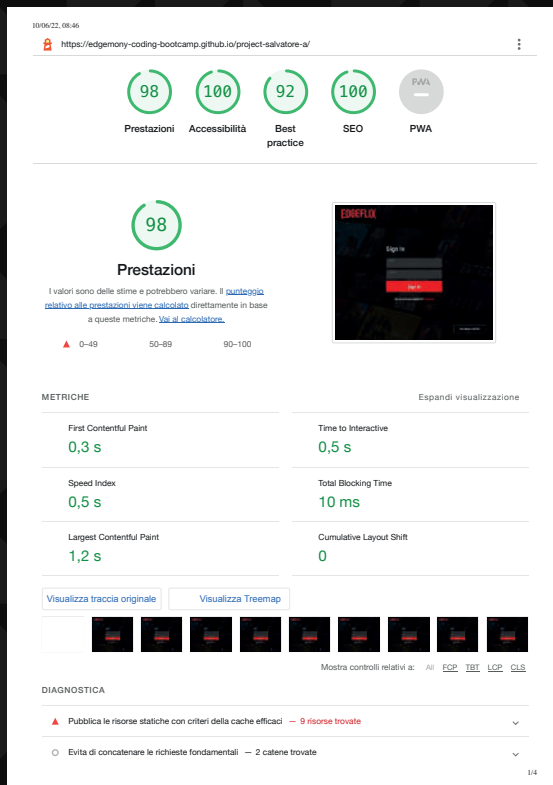 10/06/22, 08:46
https://edgemony-coding-bootcamp.github.io/project-salvatore-a/
98 100 92 100 PWA
Prestazioni Accessibilità Best practice SEO PWA
98
Prestazioni
I valori sono delle stime e potrebbero variare. Il punteggio
relativo alle prestazioni viene calcolato direttamente in base
a queste metriche. Vai al calcolatore.
0–49 50–89 90–100
EDGEFLIX
Sign In
Sign In
METRICHE Espandi visualizzazione
First Contentful Paint
0,3 s
Time to Interactive
0,5 s
Speed Index
0,5 s
Total Blocking Time
10 ms
Largest Contentful Paint
1,2 s
Cumulative Layout Shift
0
Visualizza traccia originale Visualizza Treemap
Mostra controlli relativi a: All FCP TBT LCP CLS
DIAGNOSTICA
Pubblica le risorse statiche con criteri della cache efficaci — 9 risorse trovate
Evita di concatenare le richieste fondamentali — 2 catene trovate
1/4